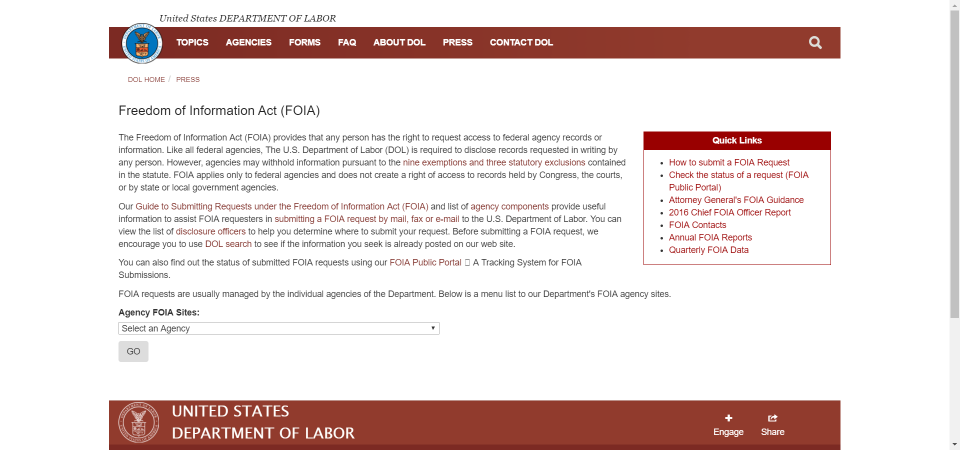 United States DEPARTMENT OF LABOR
TOPICS AGENCIES FORMS FAQ ABOUT DOL PRESS CONTACT DOL
DOL HOME / PRESS
Freedom of Information Act (FOIA)
The Freedom of Information Act (FOIA) provides that any person has the right to request access to federal agency records or
information. Like all federal agencies, The U.S. Department of Labor (DOL) is required to disclose records requested in writing by
any person. However, agencies may withhold information pursuant to the nine exemptions and three statutory exclusions contained
in the statute. FOIA applies only to federal agencies and does not create a right of access to records held by Congress, the courts,
or by state or local government agencies.
Our Guide to Submitting Requests under the Freedom of Information Act (FOIA) and list of agency components provide useful
information to assist FOIA requesters in submitting a FOIA request by mail, fax or e-mail to the U.S. Department of Labor. You can
view the list of disclosure officers to help you determine where to submit your request. Before submitting a FOIA request, we
encourage you to use DOL search to see if the information you seek is already posted on our web site.
You can also find out the status of submitted FOIA requests using our FOIA Public Portal A Tracking System for FOIA
Submissions.
FOIA requests are usually managed by the individual agencies of the Department. Below is a menu list to our Department's FOIA agency sites.
Agency FOIA Sites:
Select an Agency
GO
Quick Links
How to submit a FOIA Request
Check the status of a request (FOIA
Public Portal)
Attorney General's FOIA Guidance
2016 Chief FOIA Officer Report
FOIA Contacts
Annual FOIA Reports
Quarterly FOIA Data
UNITED STATES
DEPARTMENT OF LABOR
Engage Share